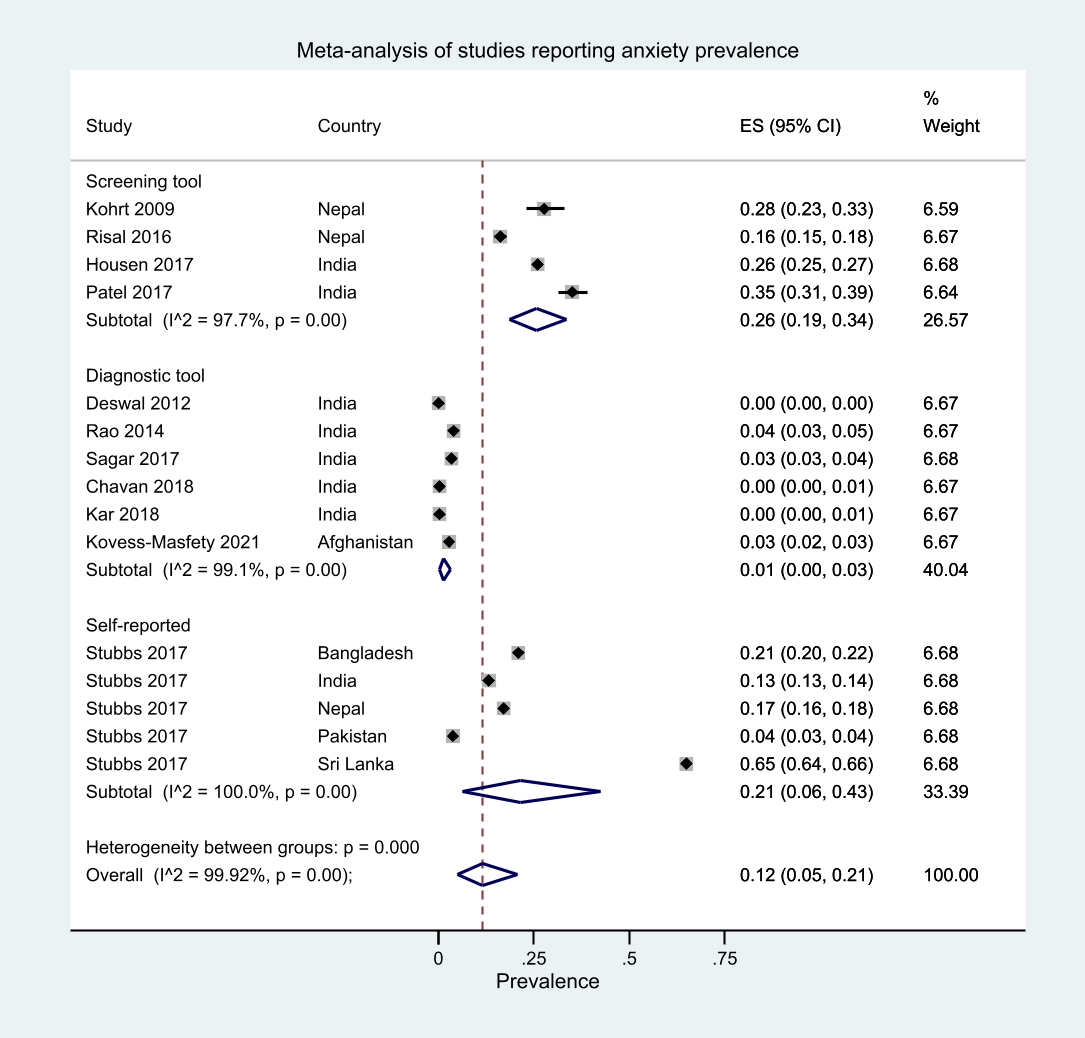 Meta-analysis of studies reporting anxiety prevalence
%
Study Country ES (95% CI) Weight
Screening tool
Kohrt 2009 Nepal 0.28 (0.23, 0.33) 6.59
Risal 2016 Nepal 0.16 (0.15, 0.18) 6.67
Housen 2017 India 0.26 (0.25, 0.27) 6.68
Patel 2017 India 0.35 (0.31, 0.39) 6.64
Subtotal (I^2 = 97.7%, p = 0.00) 0.26 (0.19, 0.34) 26.57
Diagnostic tool
Deswal 2012 India 0.00 (0.00, 0.00) 6.67
Rao 2014 India 0.04 (0.03, 0.05) 6.67
Sagar 2017 India 0.03 (0.03, 0.04) 6.68
Chavan 2018 India 0.00 (0.00, 0.01) 6.67
Kar 2018 India 0.00 (0.00, 0.01) 6.67
Kovess-Masfety 2021 Afghanistan 0.03 (0.02, 0.03) 6.67
Subtotal (I^2 = 99.1%, p = 0.00) 0.01 (0.00, 0.03) 40.04
Self-reported
Stubbs 2017 Bangladesh 0.21 (0.20, 0.22) 6.68
Stubbs 2017 India 0.13 (0.13, 0.14) 6.68
Stubbs 2017 Nepal 0.17 (0.16, 0.18) 6.68
Stubbs 2017 Pakistan 0.04 (0.03, 0.04) 6.68
Stubbs 2017 Sri Lanka 0.65 (0.64, 0.66) 6.68
Subtotal (I^2 = 100.0%, p = 0.00) 0.21 (0.06, 0.43) 33.39
Heterogeneity between groups: p = 0.000
Overall (I^2 = 99.92%, p = 0.00); 0.12 (0.05, 0.21) 100.00
0 .25 .5 .75
Prevalence